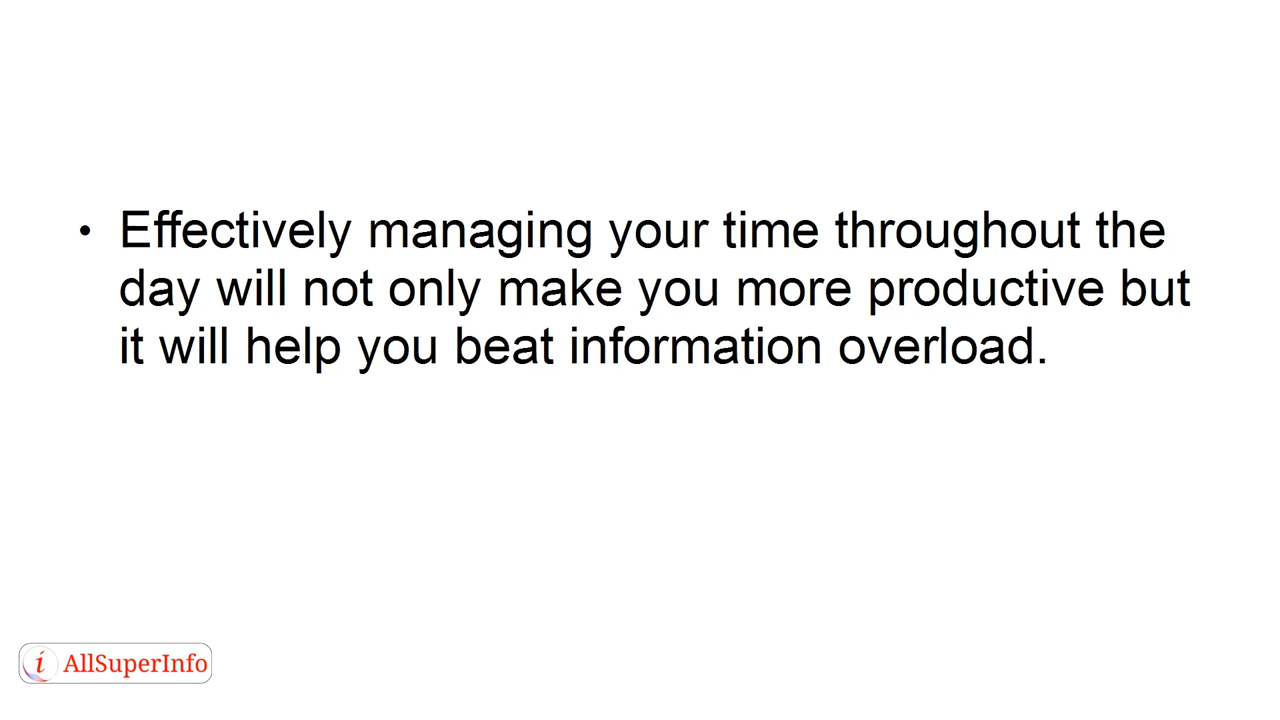 • Effectively managing your time throughout the
day will not only make you more productive but
it will help you beat information overload.
i AllSuperInfo